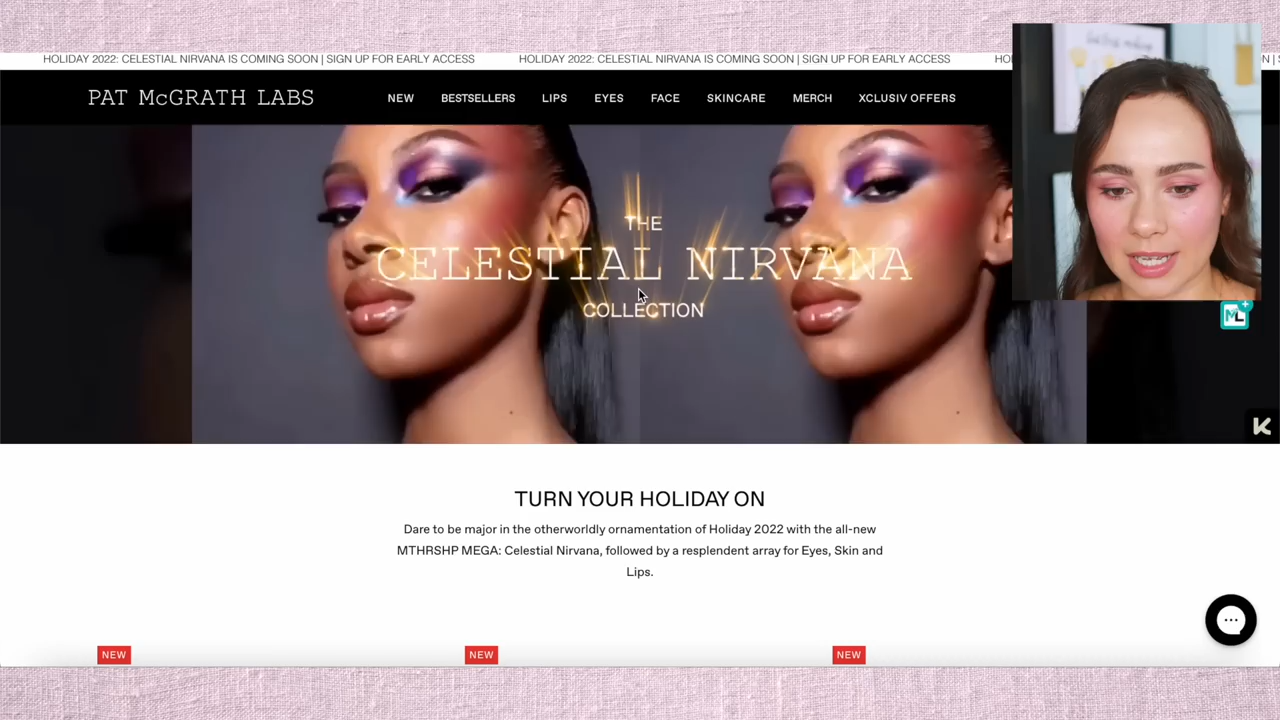 HOLIDAY 2022: CELESTIAL NIRVANA IS COMING SOON | SIGN UP FOR EARLY ACCESS HOLIDAY 2022: CELESTIAL NIRVANA IS COMING SOON | SIGN UP FOR EARLY ACCESS
PAT McGRATH LABS NEW BESTSELLERS LIPS EYES FACE SKINCARE MERCH XCLUSIV OFFERS
THE
CELESTIAL NIRVANA
COLLECTION
TURN YOUR HOLIDAY ON
Dare to be major in the otherworldly ornamentation of Holiday 2022 with the all-new
MTHRSHP MEGA: Celestial Nirvana, followed by a resplendent array for Eyes, Skin and
Lips.
NEW NEW NEW